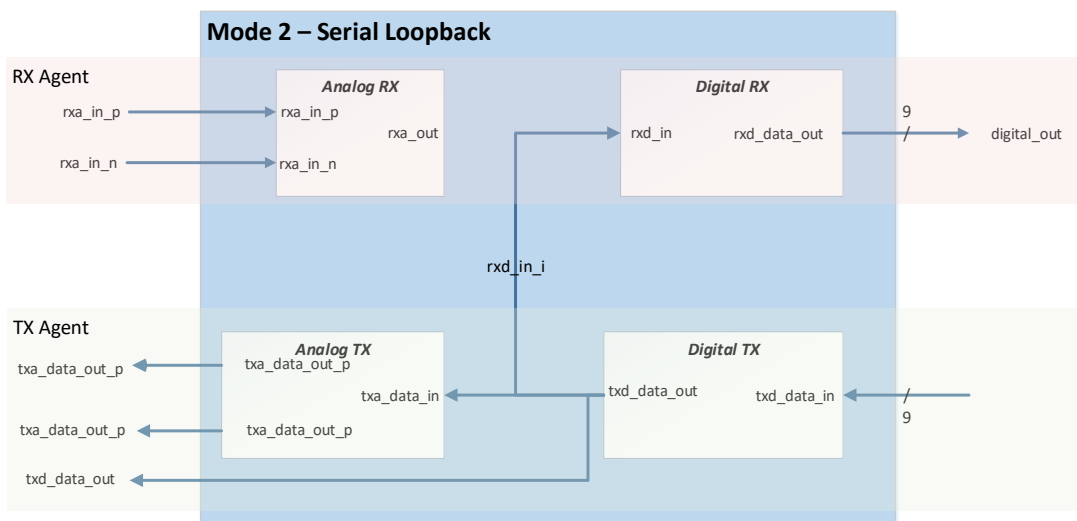 Mode 2 – Serial Loopback
RX Agent
Analog RX
Digital RX
rxa_in_p
rxa_in_p
9
rxa_out
rxd_in
rxd_data_out
/
digital_out
rxa_in_n
rxa_in_n
rxd_in_i
TX Agent
Analog TX
Digital TX
txa_data_out_p
txa_data_out_p
txa_data_in
txd_data_out
txd_data_in
/
9
txa_data_out_p
txa_data_out_p
txd_data_out